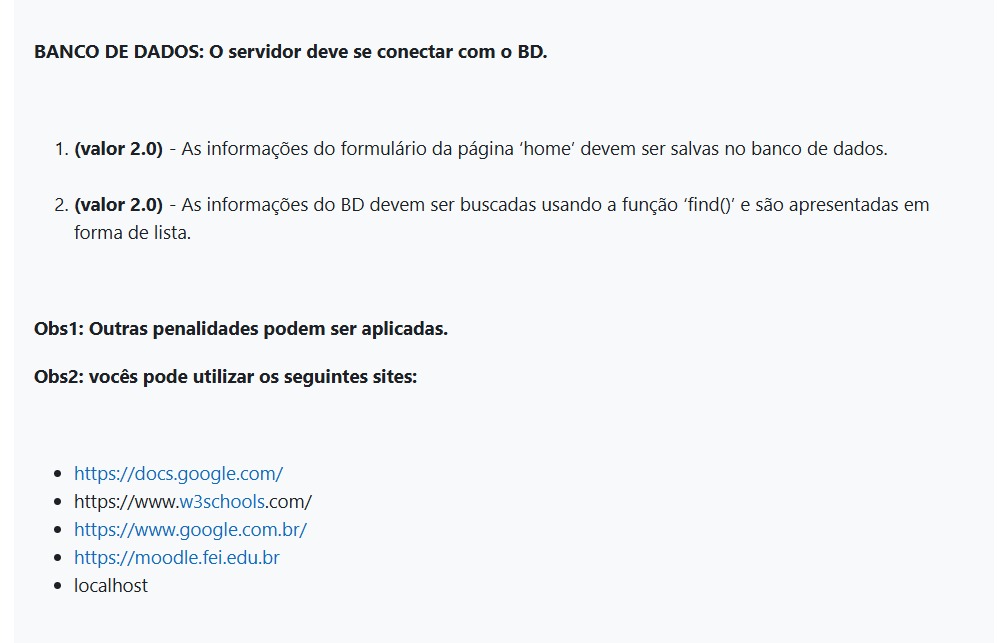 BANCO DE DADOS: O servidor deve se conectar com o BD.
1. (valor 2.0) - As informações do formulário da página ‘home’ devem ser salvas no banco de dados.
2. (valor 2.0) - As informações do BD devem ser buscadas usando a função ‘find()’ e são apresentadas em
forma de lista.
Obs1: Outras penalidades podem ser aplicadas.
Obs2: vocês pode utilizar os seguintes sites:
• https://docs.google.com/
• https://www.w3schools.com/
• https://www.google.com.br/
• https://moodle.fei.edu.br
• localhost